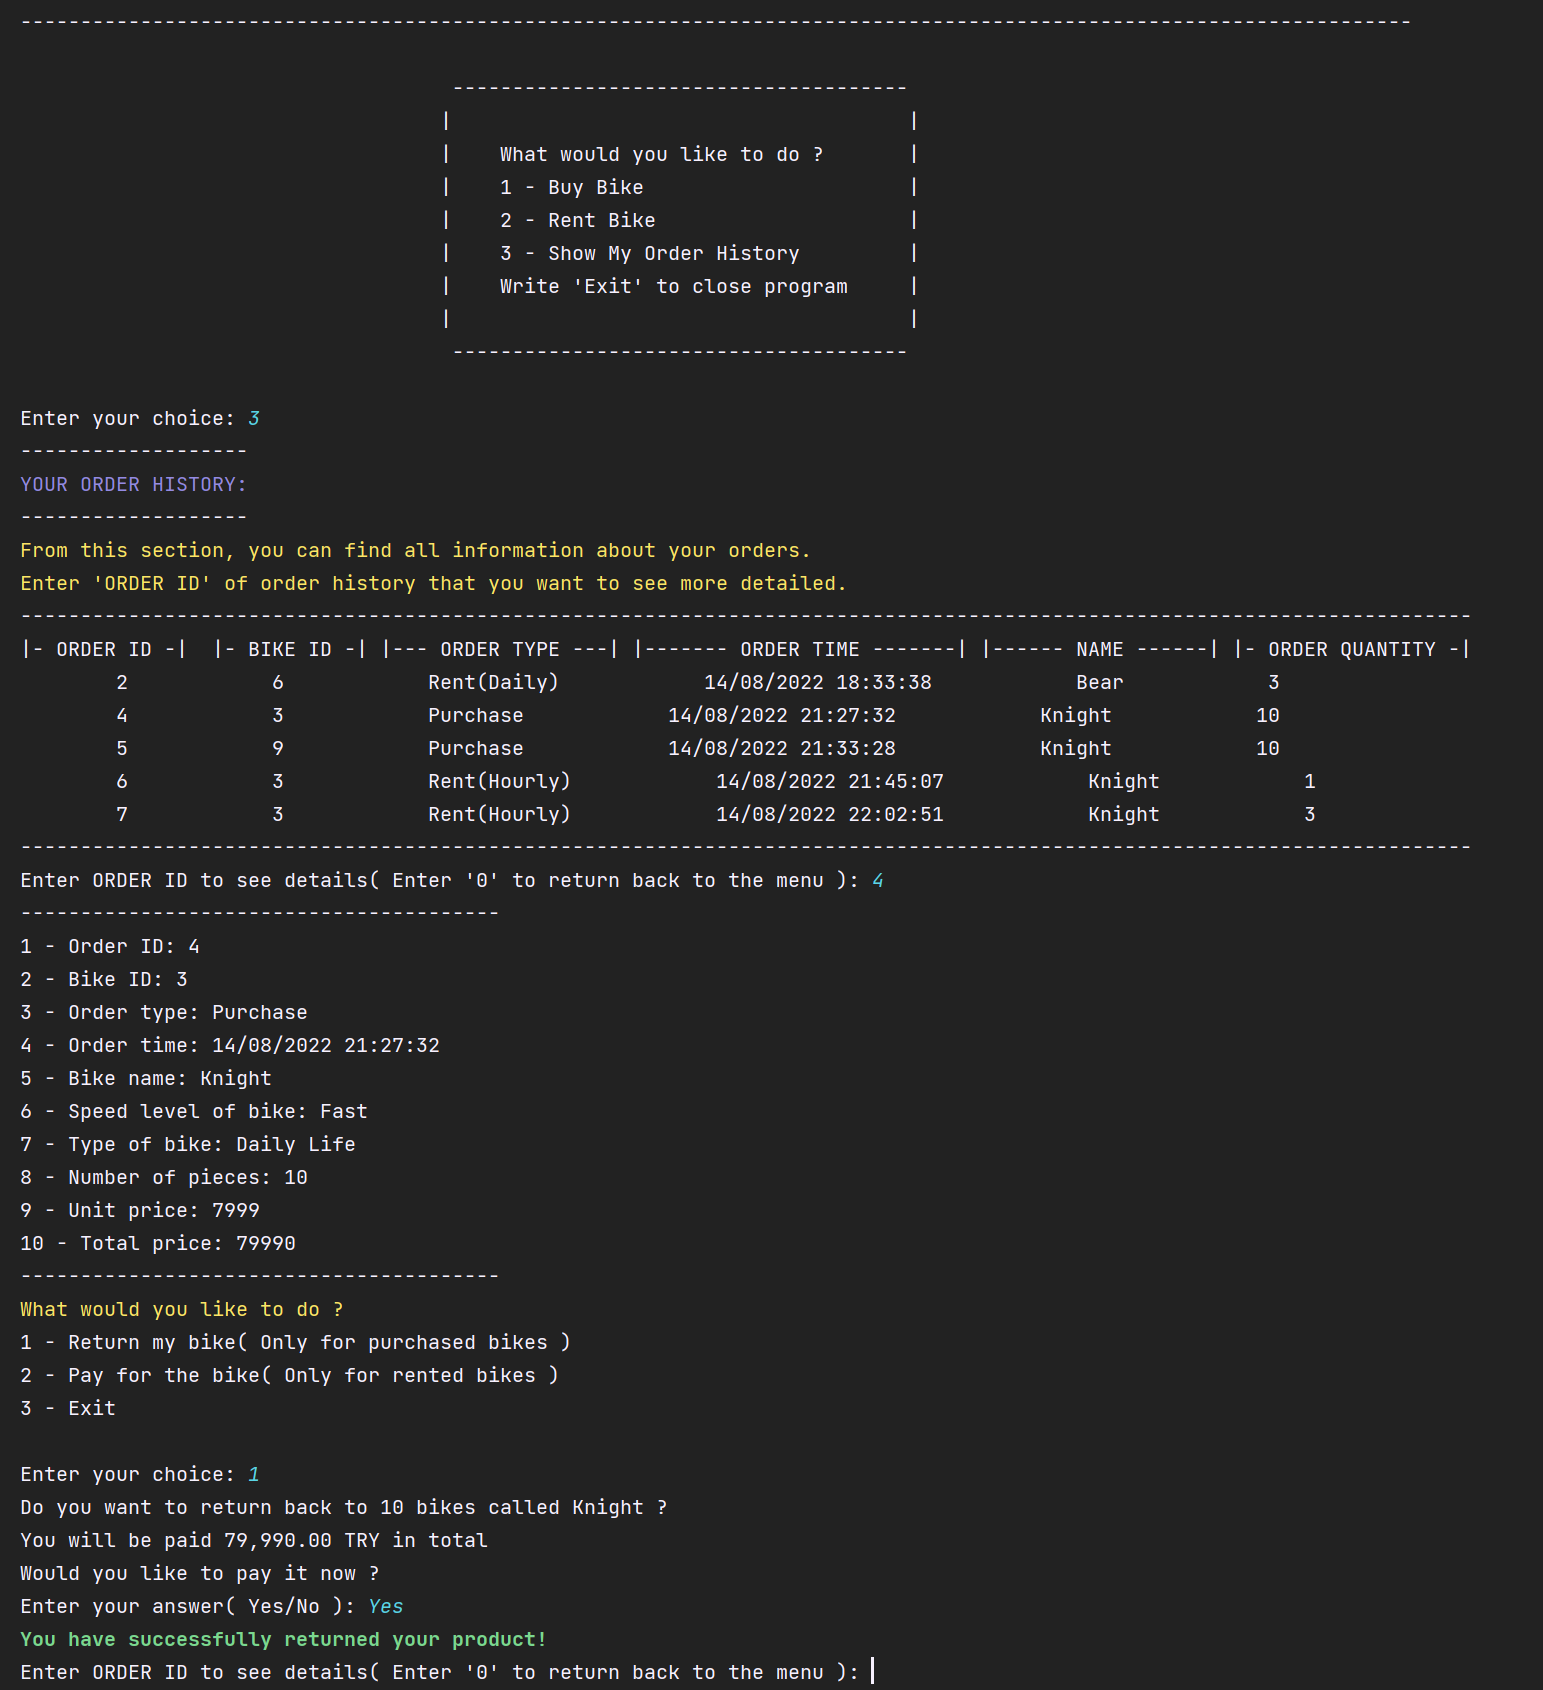 --------------------------------------------------------------------------------------------------------------------
--------------------------------------
| |
| What would you like to do ? |
| 1 - Buy Bike |
| 2 - Rent Bike |
| 3 - Show My Order History |
| Write 'Exit' to close program |
| |
--------------------------------------
Enter your choice: 3
-------------------
YOUR ORDER HISTORY:
-------------------
From this section, you can find all information about your orders.
Enter 'ORDER ID' of order history that you want to see more detailed.
-------------------------------------------------------------------------------------------------------------------------
|- ORDER ID -| |- BIKE ID -| |--- ORDER TYPE ---| |------- ORDER TIME -------| |------ NAME ------| |- ORDER QUANTITY -|
2 6 Rent(Daily) 14/08/2022 18:33:38 Bear 3
4 3 Purchase 14/08/2022 21:27:32 Knight 10
5 9 Purchase 14/08/2022 21:33:28 Knight 10
6 3 Rent(Hourly) 14/08/2022 21:45:07 Knight 1
7 3 Rent(Hourly) 14/08/2022 22:02:51 Knight 3
-------------------------------------------------------------------------------------------------------------------------
Enter ORDER ID to see details( Enter '0' to return back to the menu ): 4
----------------------------------------
1 - Order ID: 4
2 - Bike ID: 3
3 - Order type: Purchase
4 - Order time: 14/08/2022 21:27:32
5 - Bike name: Knight
6 - Speed level of bike: Fast
7 - Type of bike: Daily Life
8 - Number of pieces: 10
9 - Unit price: 7999
10 - Total price: 79990
----------------------------------------
What would you like to do ?
1 - Return my bike( Only for purchased bikes )
2 - Pay for the bike( Only for rented bikes )
3 - Exit
Enter your choice: 1
Do you want to return back to 10 bikes called Knight ?
You will be paid 79,990.00 TRY in total
Would you like to pay it now ?
Enter your answer( Yes/No ): Yes
You have successfully returned your product!
Enter ORDER ID to see details( Enter '0' to return back to the menu ):